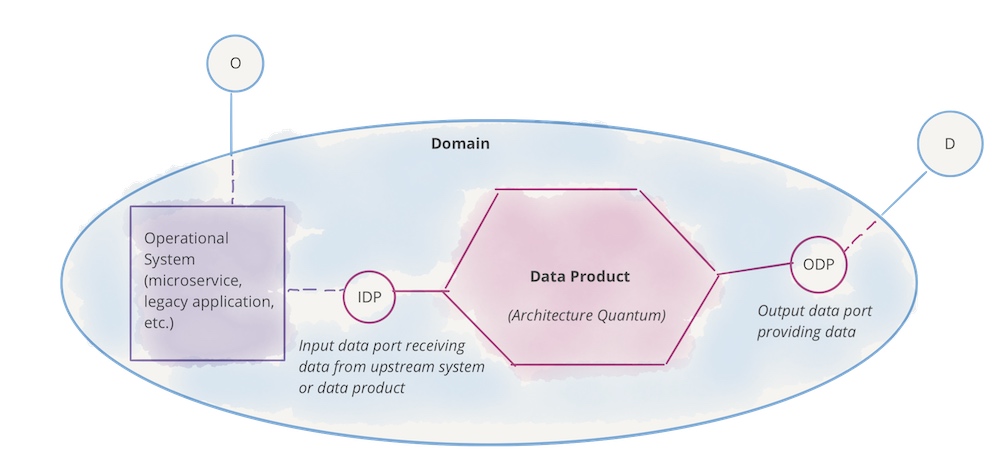 O
Domain
D
Operational
System
(microservice,
legacy application,
etc.)
IDP
Input data port receiving
data from upstream system
or data product
Data Product
(Architecture Quantum)
ODP
Output data port
providing data